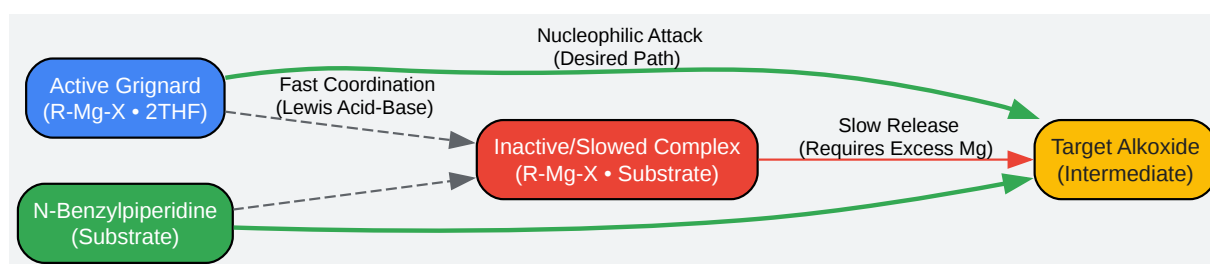 Nucleophilic Attack
(Desired Path)
Active Grignard
(R-Mg-X • 2THF)
Fast Coordination
(Lewis Acid-Base)
Inactive/Slowed Complex
(R-Mg-X • Substrate)
Slow Release
(Requires Excess Mg)
Target Alkoxide
(Intermediate)
N-Benzylpiperidine
(Substrate)